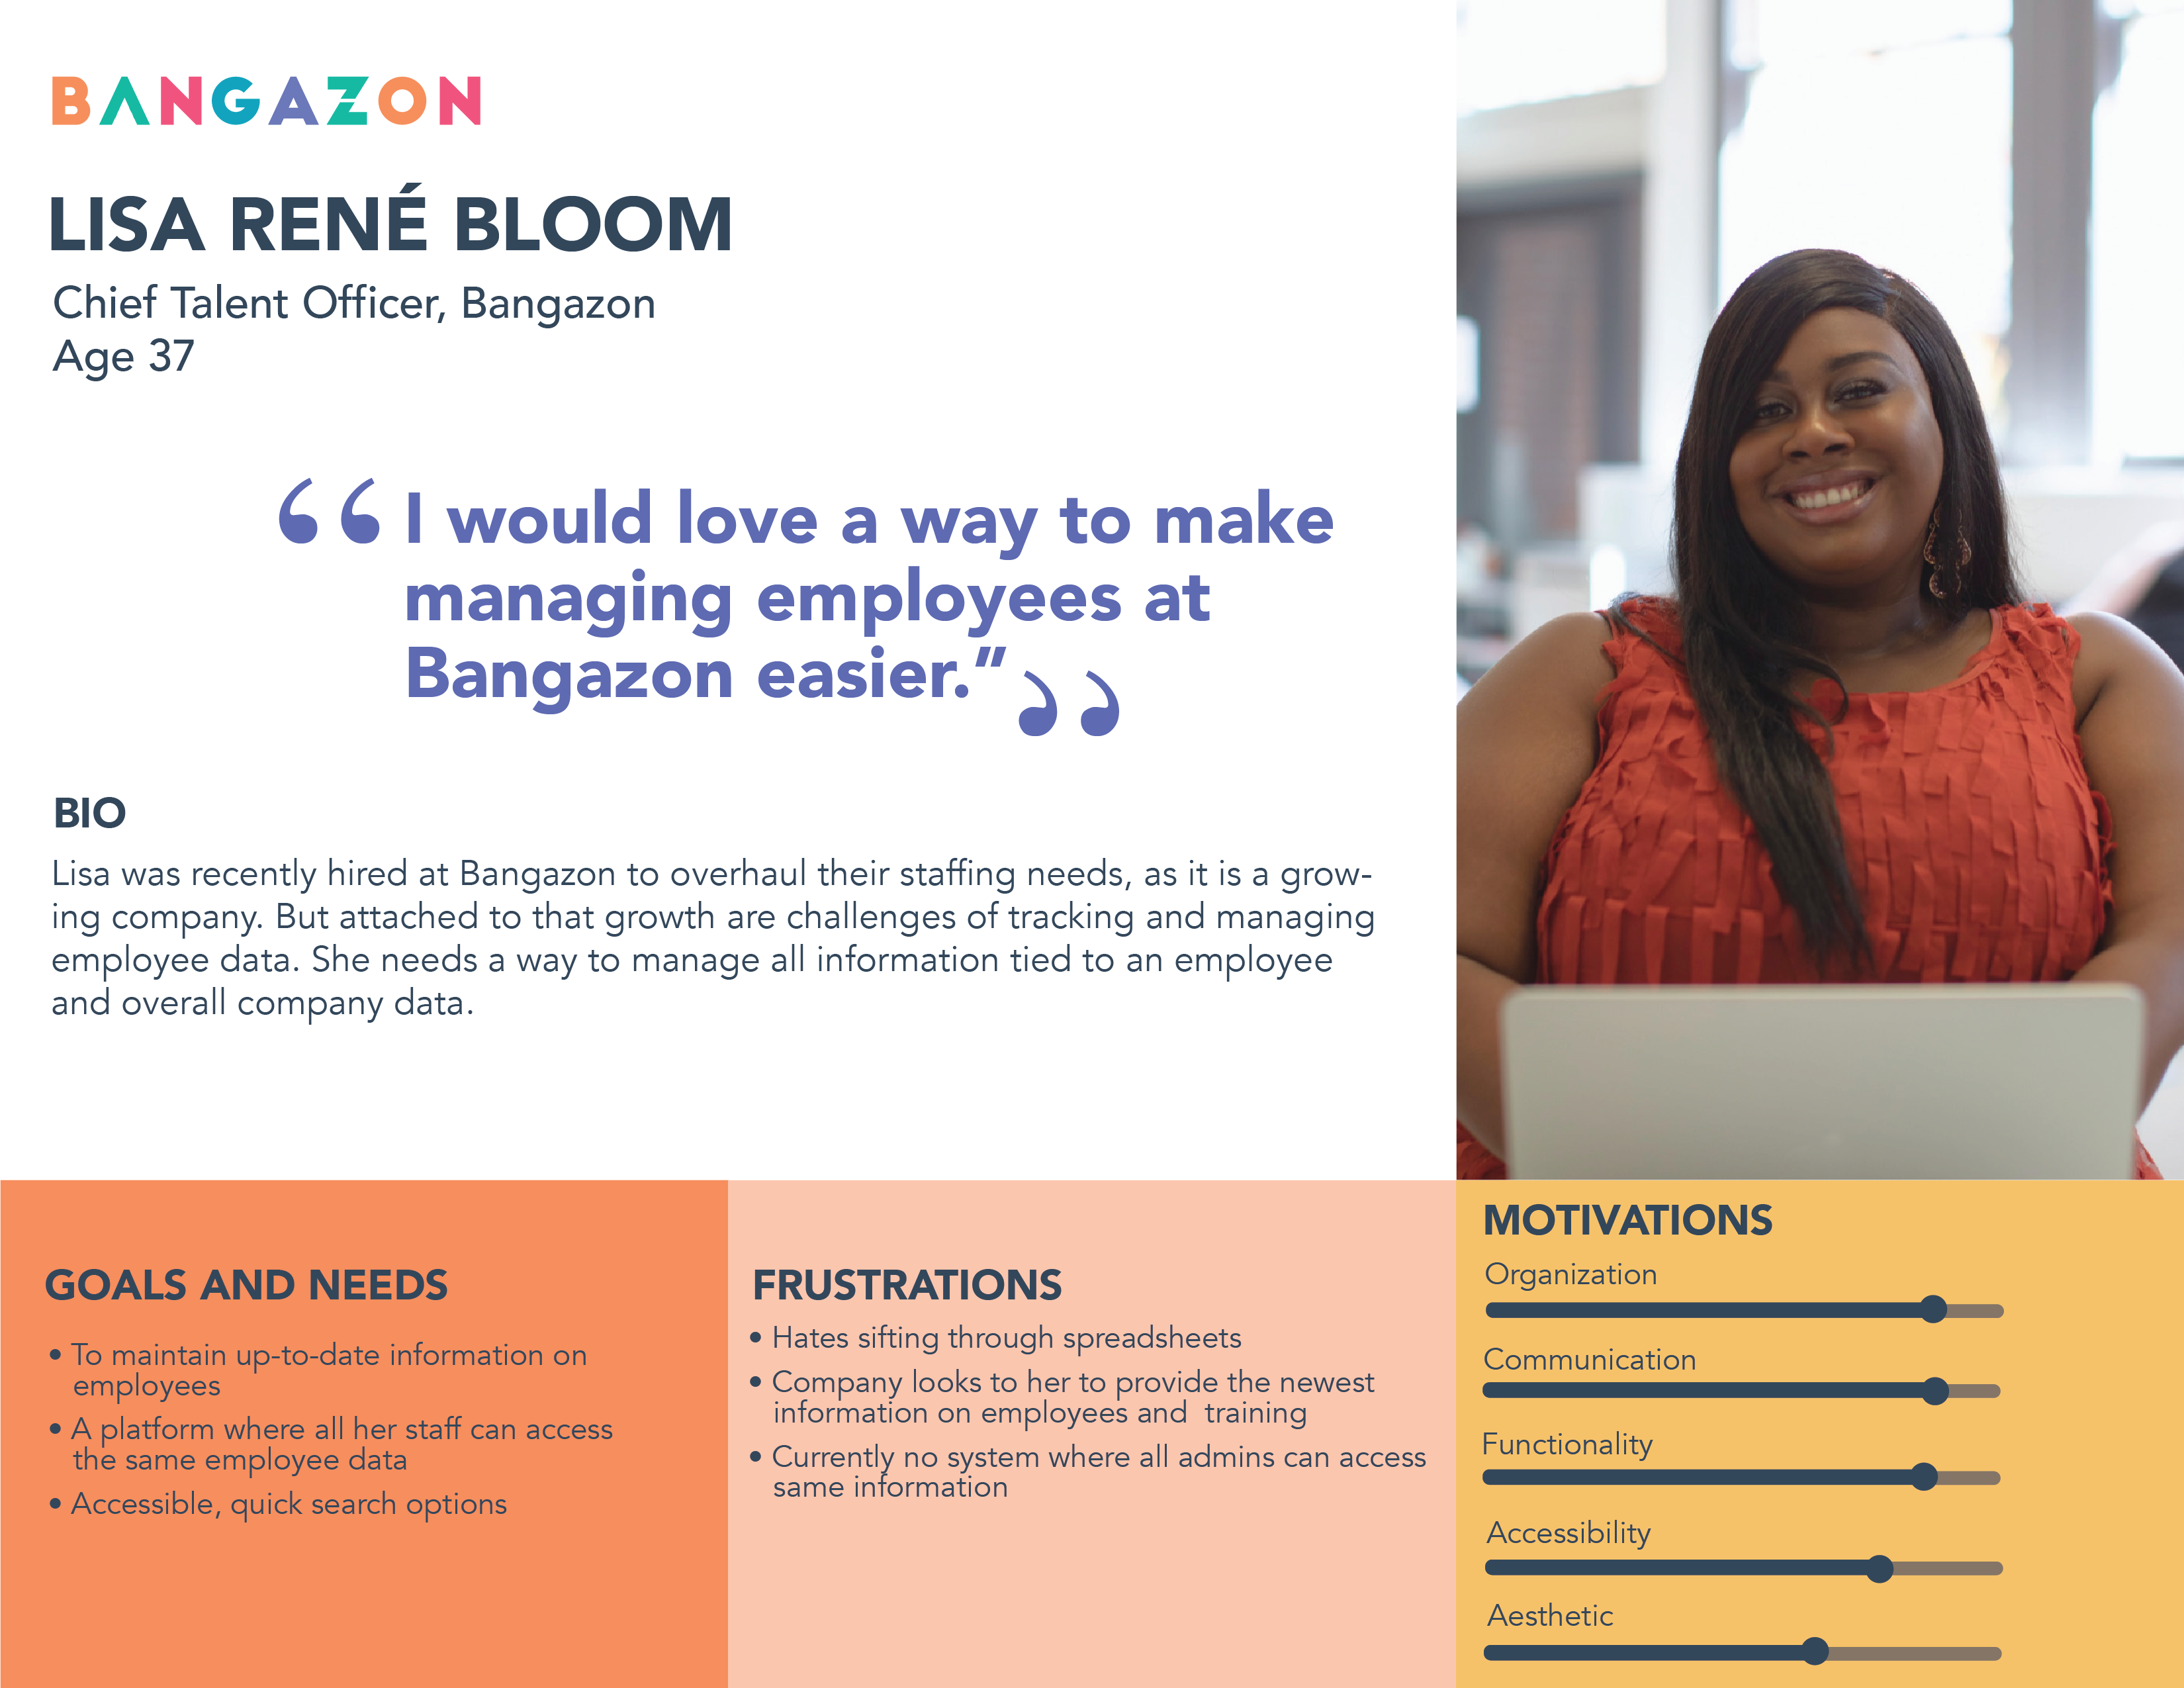 BANGAZON
LISA RENÉ BLOOM
Chief Talent Officer, Bangazon
Age 37
“ I would love a way to make
managing employees at
Bangazon easier.” ”
BIO
Lisa was recently hired at Bangazon to overhaul their staffing needs, as it is a grow-
ing company. But attached to that growth are challenges of tracking and managing
employee data. She needs a way to manage all information tied to an employee
and overall company data.
GOALS AND NEEDS
• To maintain up-to-date information on
employees
• A platform where all her staff can access
the same employee data
• Accessible, quick search options
FRUSTRATIONS
• Hates sifting through spreadsheets
• Company looks to her to provide the newest
information on employees and  training
• Currently no system where all admins can access
same information
MOTIVATIONS
Organization
Communication
Functionality
Accessibility
Aesthetic